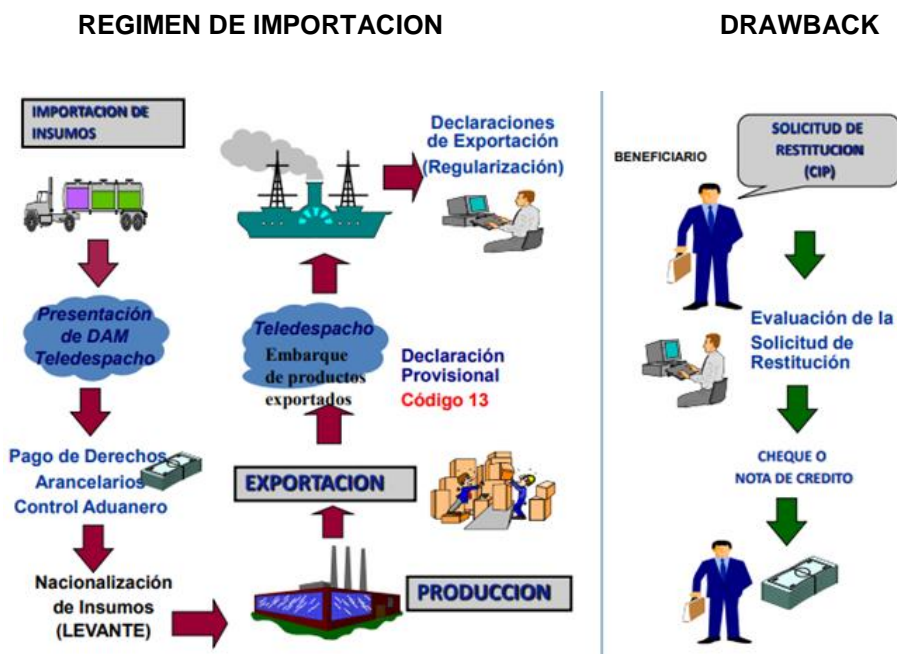 REGIMEN DE IMPORTACION
DRAWBACK
IMPORTACION DE
INSUMOS
Presentación
de DAM
Teledespacho
Pago de Derechos
Arancelarios
Control Aduanero
Nacionalización
de Insumos
(LEVANTE)
PRODUCCION
EXPORTACION
Teledespacho
Embarque
de productos
exportados
Declaración
Provisional
Código 13
Declaraciones
de Exportación
(Regularización)
BENEFICIARIO
SOLICITUD DE
RESTITUCION
(CIP)
Evaluación de la
Solicitud de
Restitución
CHEQUE O
NOTA DE CREDITO